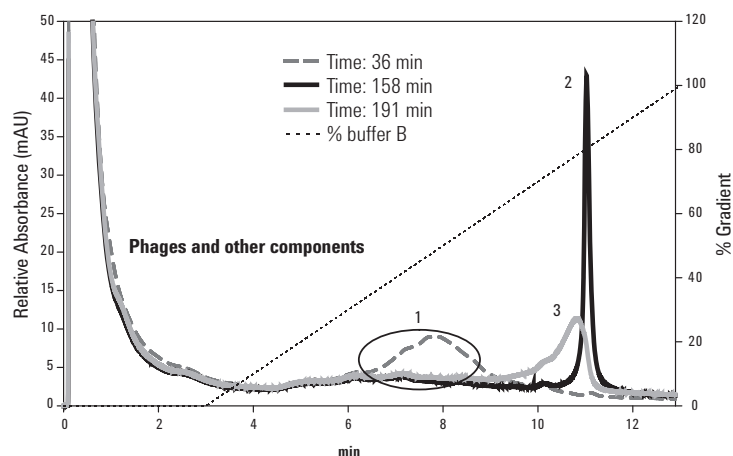 50
45
40
35
30
25
20
15
10
5
0
Relative Absorbance (mAU)
Time: 36 min
Time: 158 min
Time: 191 min
% buffer B
Phages and other components
1
2
3
120
100
80
60
40
20
0
% Gradient
0 2 4 6 8 10 12
min